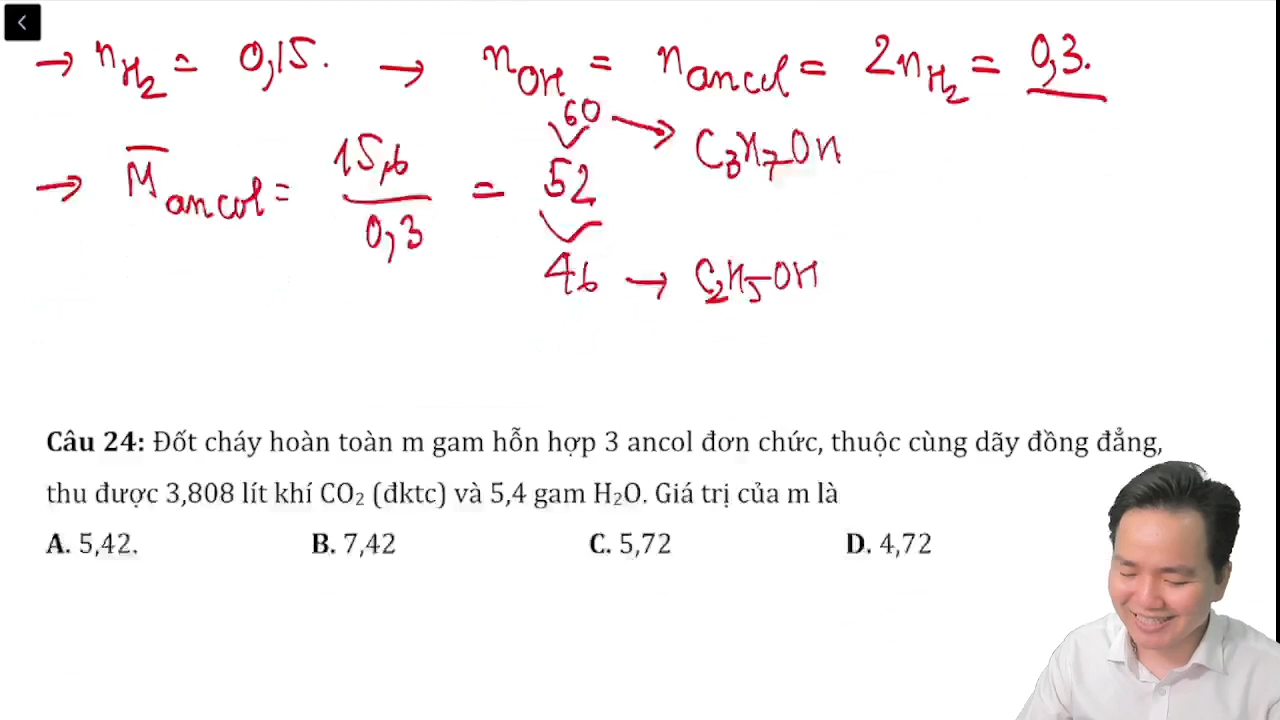 → n_H₂ = 0,15. → n_OH = n_ancol = 2n_H₂ = 0,3.
60 → C₃H₇OH
→ M̅_ancol = 15,6 / 0,3 = 52
46 → C₂H₅OH
Câu 24: Đốt cháy hoàn toàn m gam hỗn hợp 3 ancol đơn chức, thuộc cùng dãy đồng đẳng,
thu được 3,808 lít khí CO₂ (đktc) và 5,4 gam H₂O. Giá trị của m là
A. 5,42. B. 7,42 C. 5,72 D. 4,72